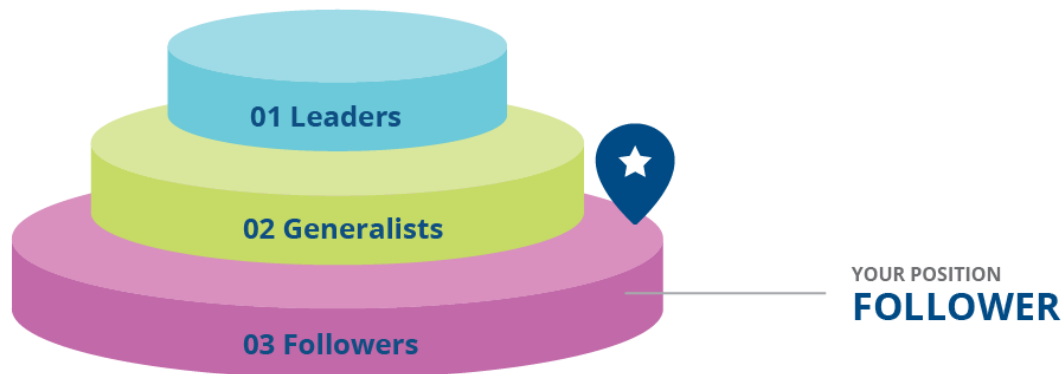 01 Leaders
02 Generalists
YOUR POSITION
FOLLOWER
03 Followers